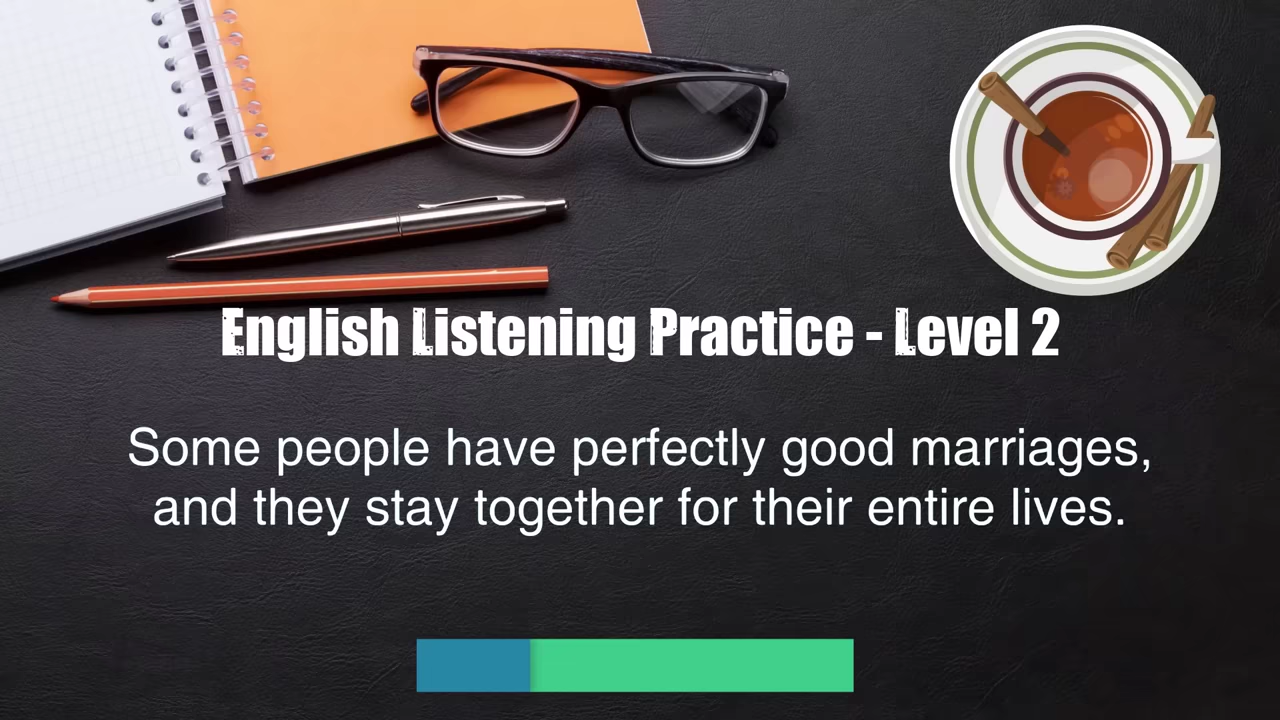 English Listening Practice - Level 2
Some people have perfectly good marriages,
and they stay together for their entire lives.